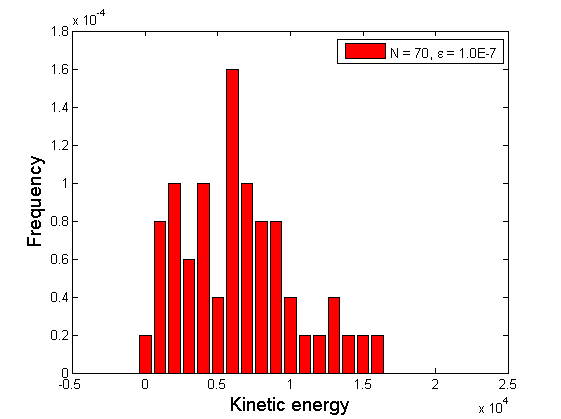 x 10-4
1.8
N = 70, ε = 1.0E-7
1.6
1.4
1.2
1
0.8
0.6
0.4
0.2
0
Frequency
-0.5 0 0.5 1 1.5 2 2.5
Kinetic energy
x 10 4